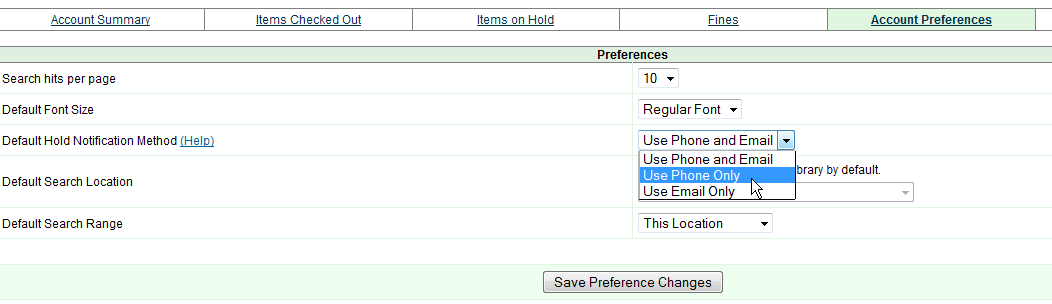 Account Summary Items Checked Out Items on Hold Fines Account Preferences
Preferences
Search hits per page 10
Default Font Size Regular Font
Default Hold Notification Method (Help) Use Phone and Email
Use Phone and Email
Use Phone Only
brary by default.
Default Search Location
Use Email Only
Default Search Range This Location
Save Preference Changes